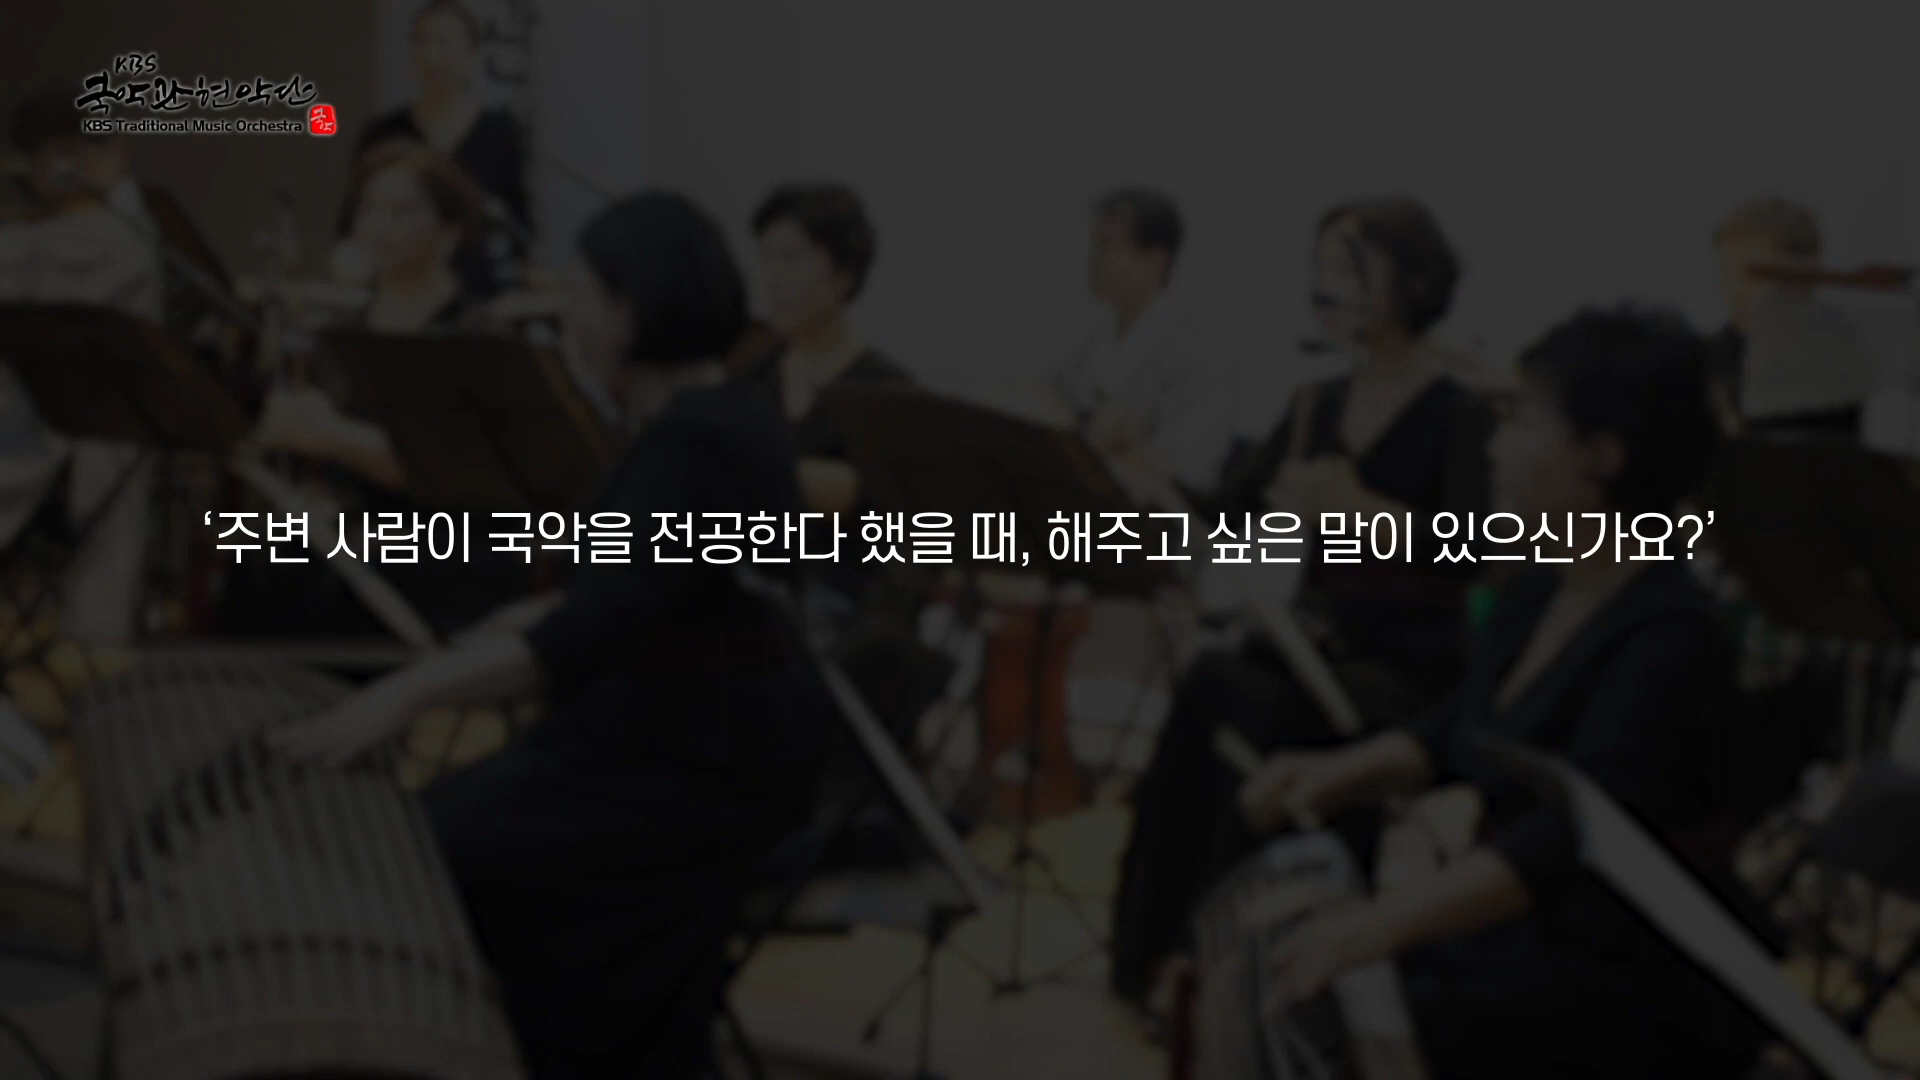 KBS
국악관현악단
KBS Traditional Music Orchestra
국악
‘주변 사람이 국악을 전공한다 했을 때, 해주고 싶은 말이 있으신가요?’